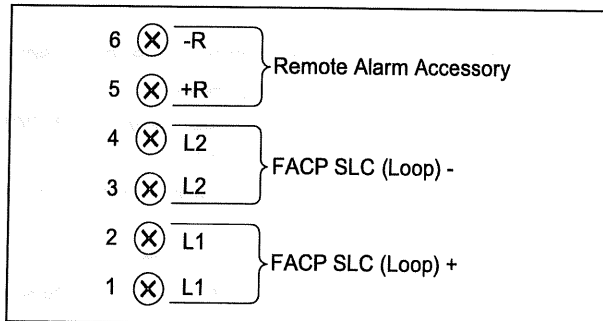 6 -R
Remote Alarm Accessory
5 +R
4 L2
FACP SLC (Loop) -
3 L2
2 L1
FACP SLC (Loop) +
1 L1